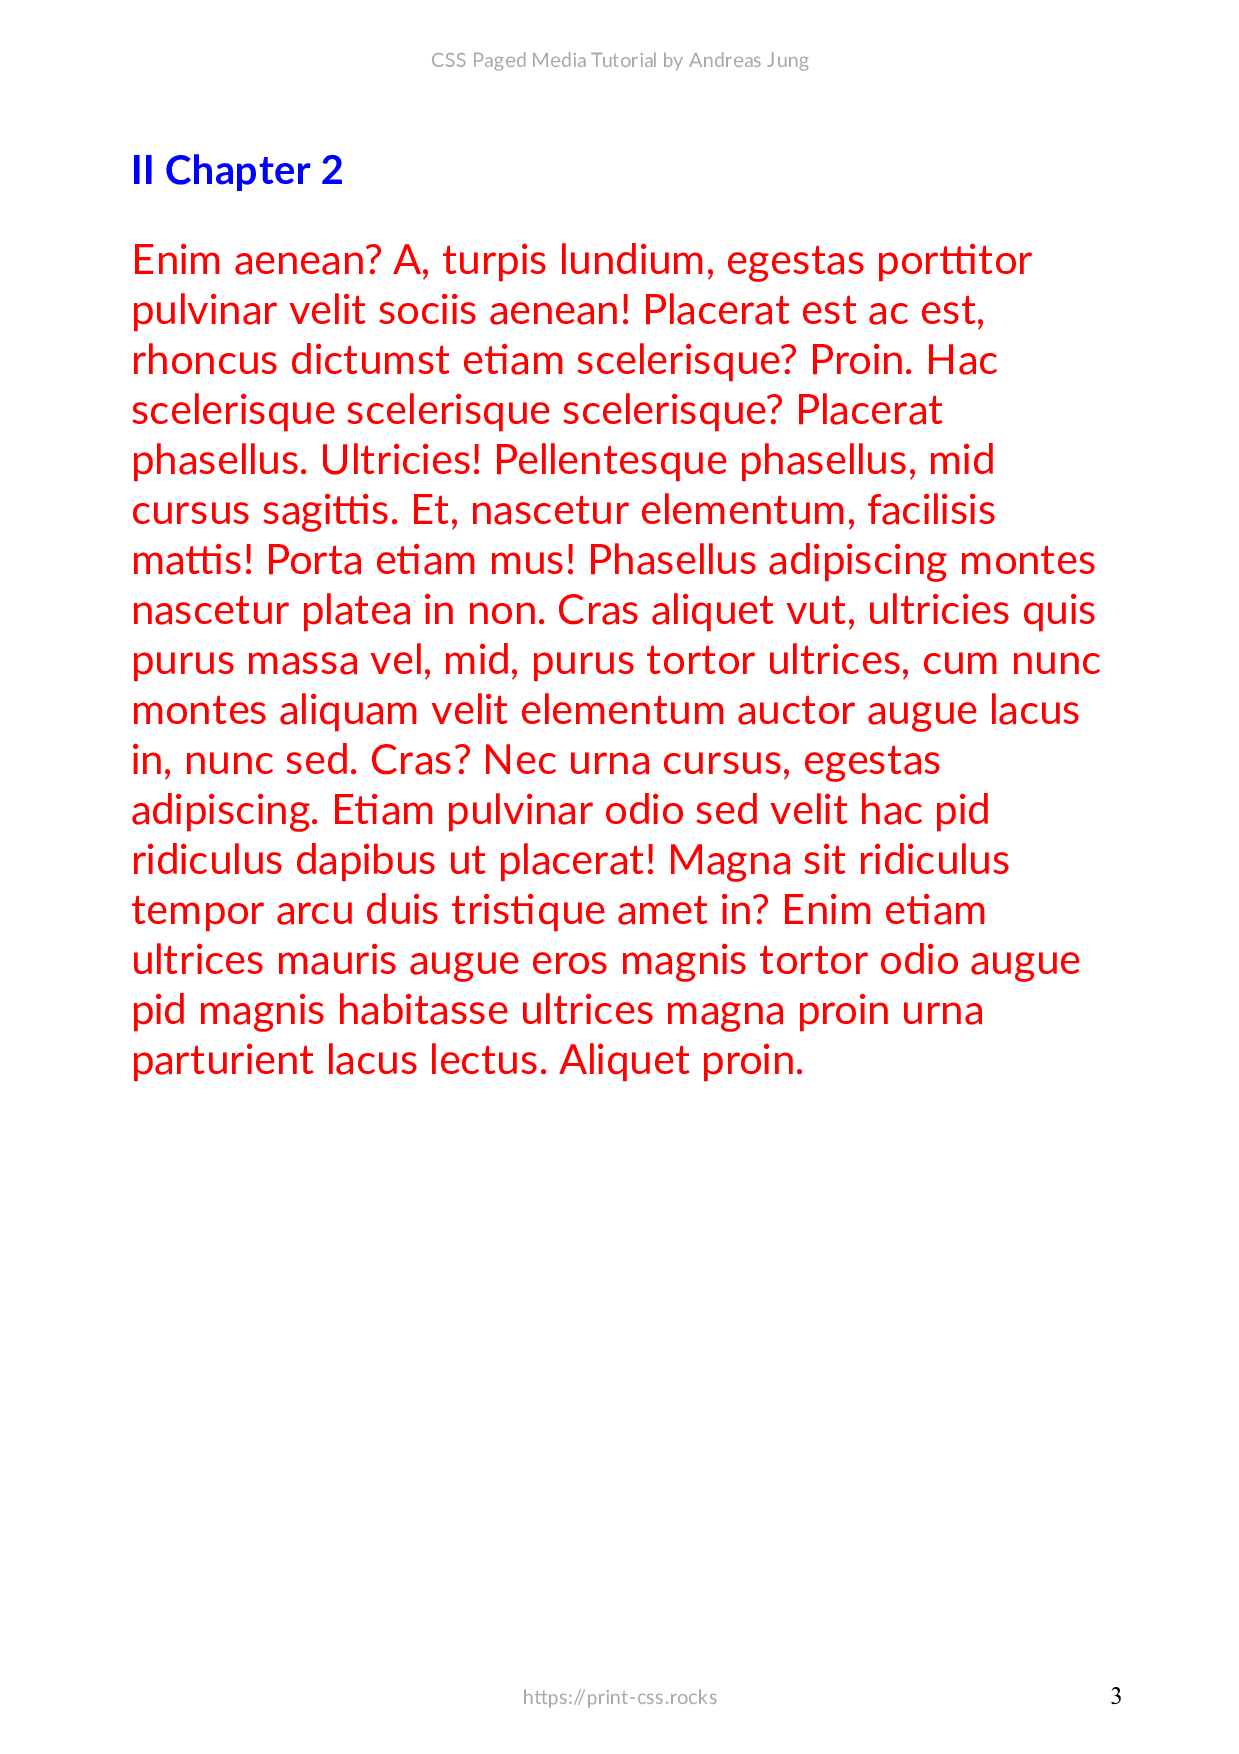 CSS Paged Media Tutorial by Andreas Jung
II Chapter 2
Enim aenean? A, turpis lundium, egestas porttitor
pulvinar velit sociis aenean! Placerat est ac est,
rhoncus dictumst etiam scelerisque? Proin. Hac
scelerisque scelerisque scelerisque? Placerat
phasellus. Ultricies! Pellentesque phasellus, mid
cursus sagittis. Et, nascetur elementum, facilisis
mattis! Porta etiam mus! Phasellus adipiscing montes
nascetur platea in non. Cras aliquet vut, ultricies quis
purus massa vel, mid, purus tortor ultrices, cum nunc
montes aliquam velit elementum auctor augue lacus
in, nunc sed. Cras? Nec urna cursus, egestas
adipiscing. Etiam pulvinar odio sed velit hac pid
ridiculus dapibus ut placerat! Magna sit ridiculus
tempor arcu duis tristique amet in? Enim etiam
ultrices mauris augue eros magnis tortor odio augue
pid magnis habitasse ultrices magna proin urna
parturient lacus lectus. Aliquet proin.
https://print-css.rocks
3